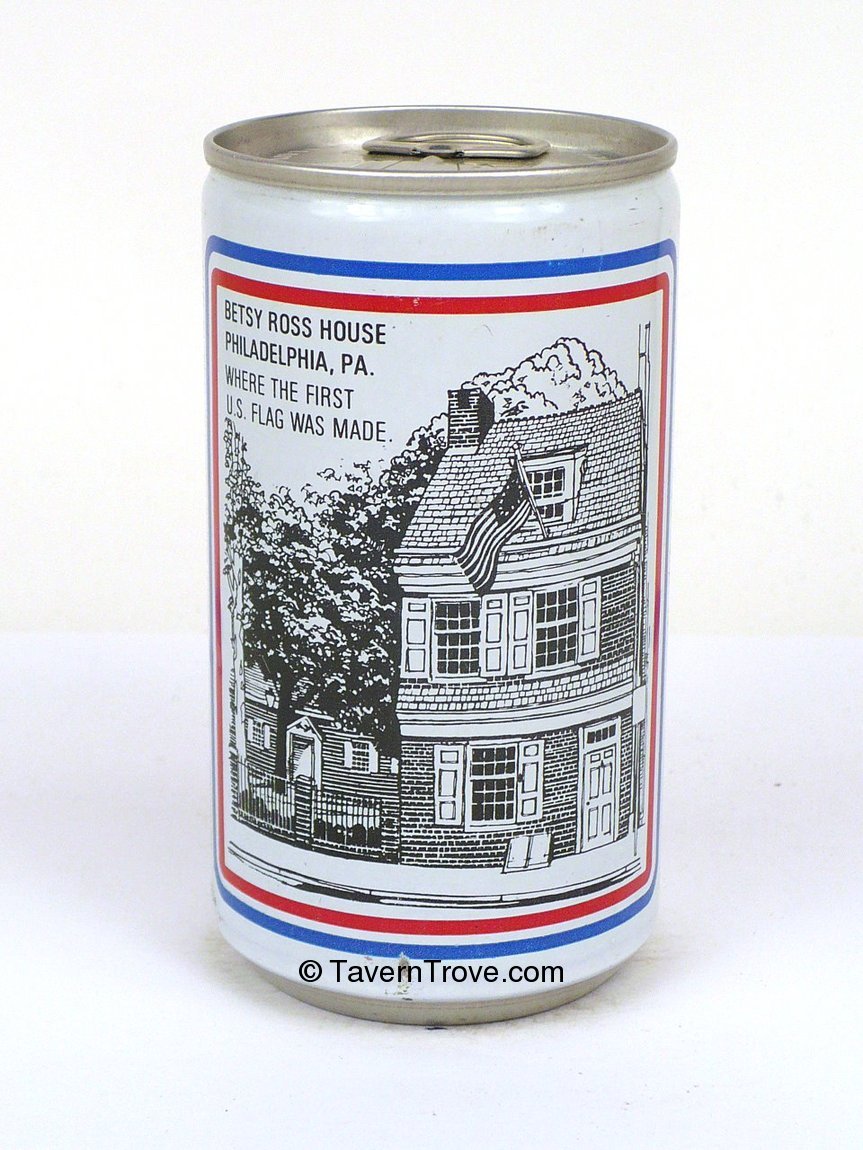 BETSY ROSS HOUSE
PHILADELPHIA, PA.
WHERE THE FIRST
U.S. FLAG WAS MADE.
© TavernTrove.com